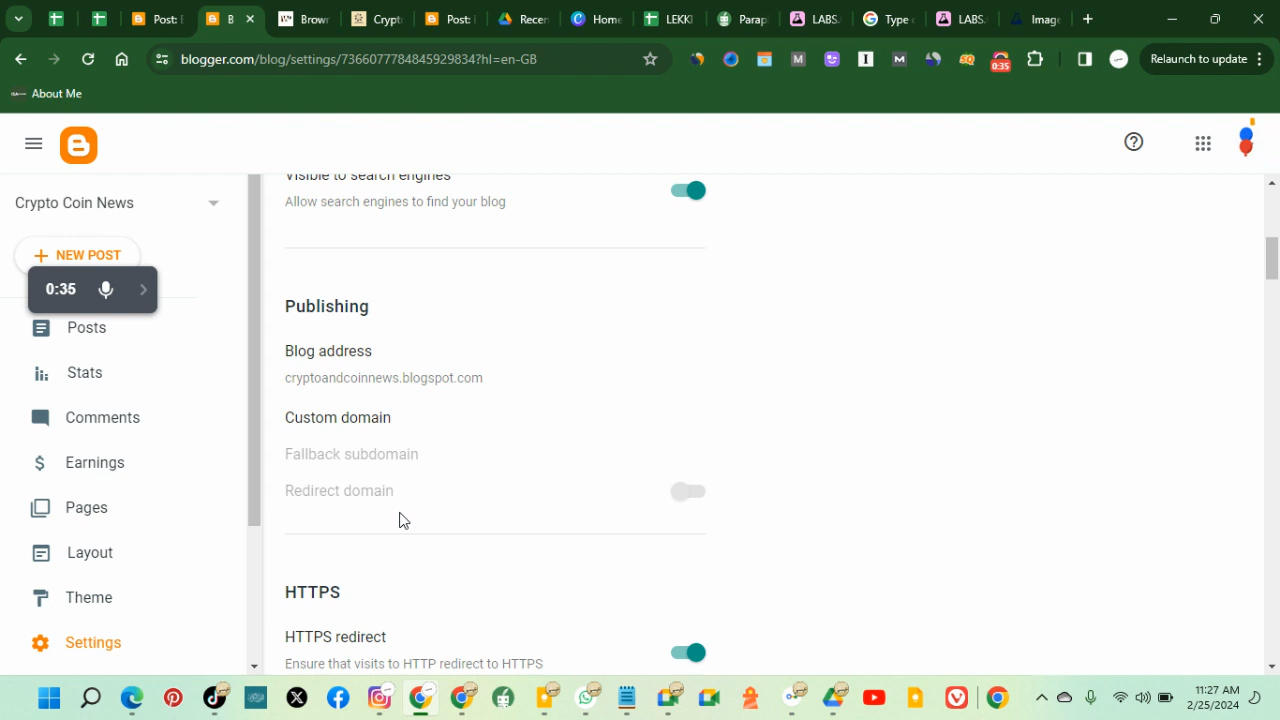 Post: E
B
Brow
Crypto
Post:
Recen
Home
LEKKI
Parap
LABS
Type c
LABS
Image
blogger.com/blog/settings/7366077784845929834?hl=en-GB
0:35
Relaunch to update
About Me
Crypto Coin News
NEW POST
0:35
Posts
Stats
Comments
Earnings
Pages
Layout
Theme
Settings
Visible to search engines
Allow search engines to find your blog
Publishing
Blog address
cryptoandcoinnews.blogspot.com
Custom domain
Fallback subdomain
Redirect domain
HTTPS
HTTPS redirect
Ensure that visits to HTTP redirect to HTTPS
11:27 AM
2/25/2024